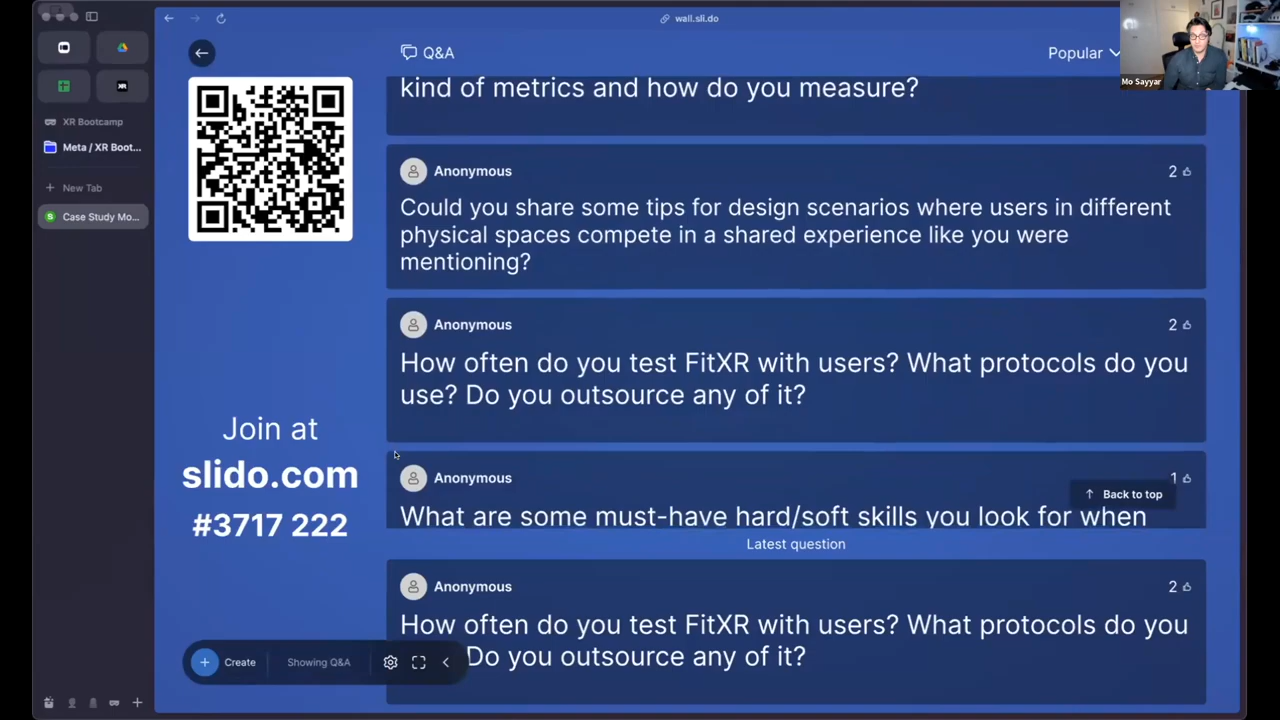 wall.sli.do
XR Bootcamp
Meta / XR Boot...
New Tab
Case Study Mo...
Q&A
Popular
Mo Sayyar
kind of metrics and how do you measure?
Anonymous
2
Could you share some tips for design scenarios where users in different
physical spaces compete in a shared experience like you were
mentioning?
Anonymous
2
How often do you test FitXR with users? What protocols do you
use? Do you outsource any of it?
Join at
slido.com
#3717 222
Anonymous
1
Back to top
What are some must-have hard/soft skills you look for when
Latest question
Anonymous
2
How often do you test FitXR with users? What protocols do you
Do you outsource any of it?
Create
Showing Q&A